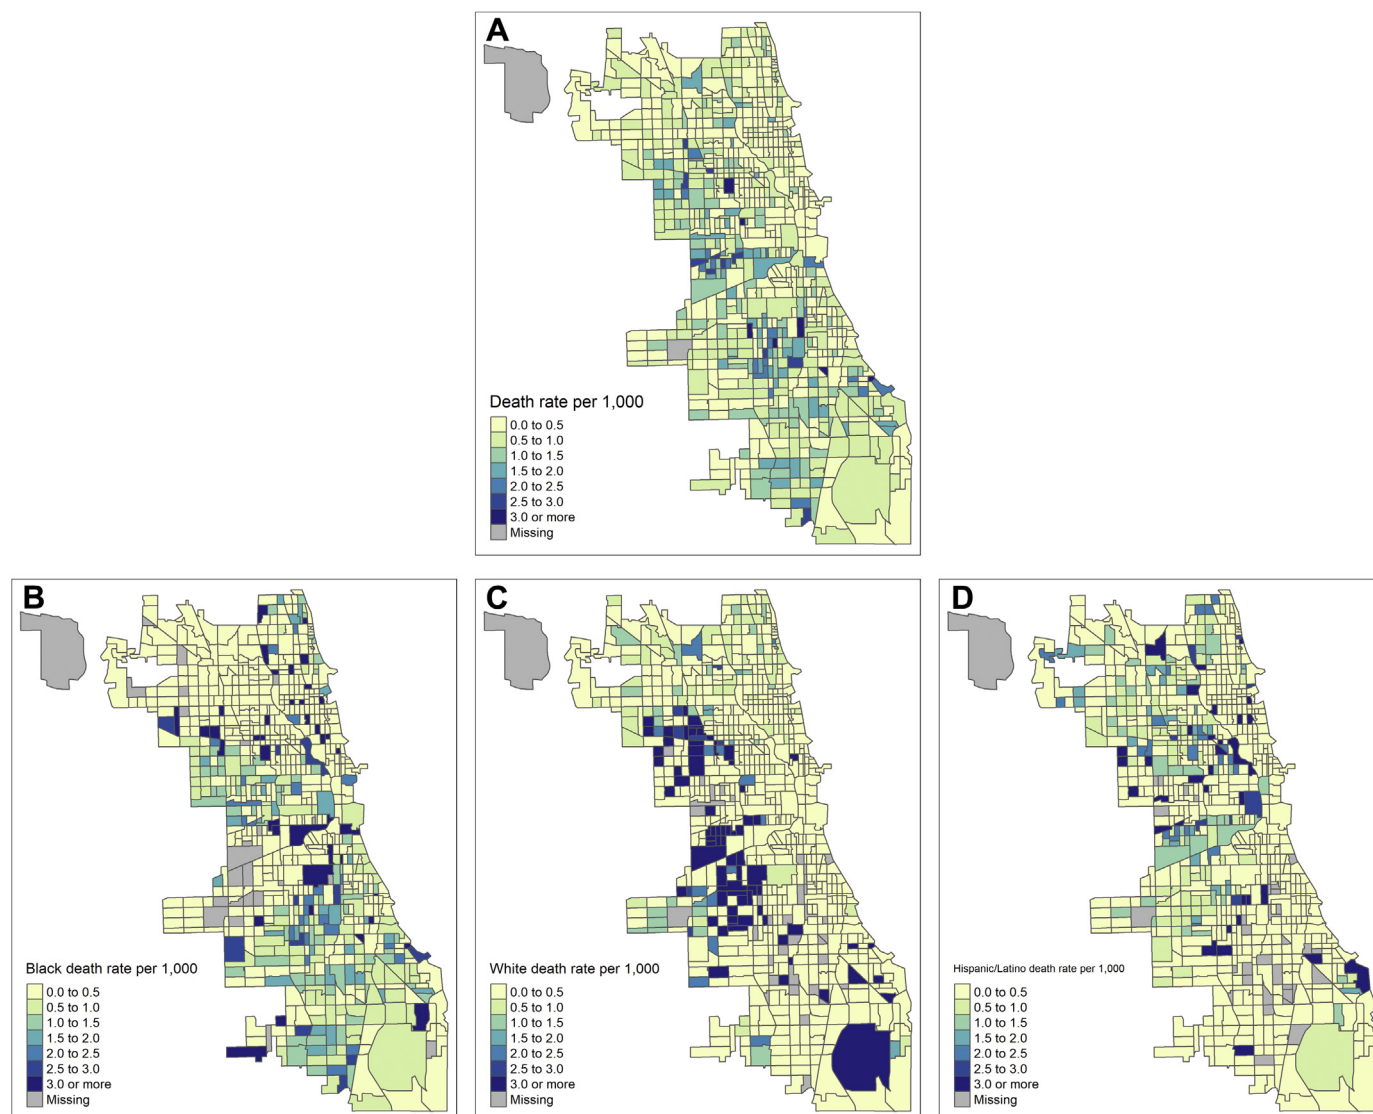 A
Death rate per 1,000
0.0 to 0.5
0.5 to 1.0
1.0 to 1.5
1.5 to 2.0
2.0 to 2.5
2.5 to 3.0
3.0 or more
Missing
B
Black death rate per 1,000
0.0 to 0.5
0.5 to 1.0
1.0 to 1.5
1.5 to 2.0
2.0 to 2.5
2.5 to 3.0
3.0 or more
Missing
C
White death rate per 1,000
0.0 to 0.5
0.5 to 1.0
1.0 to 1.5
1.5 to 2.0
2.0 to 2.5
2.5 to 3.0
3.0 or more
Missing
D
Hispanic/Latino death rate per 1,000
0.0 to 0.5
0.5 to 1.0
1.0 to 1.5
1.5 to 2.0
2.0 to 2.5
2.5 to 3.0
3.0 or more
Missing